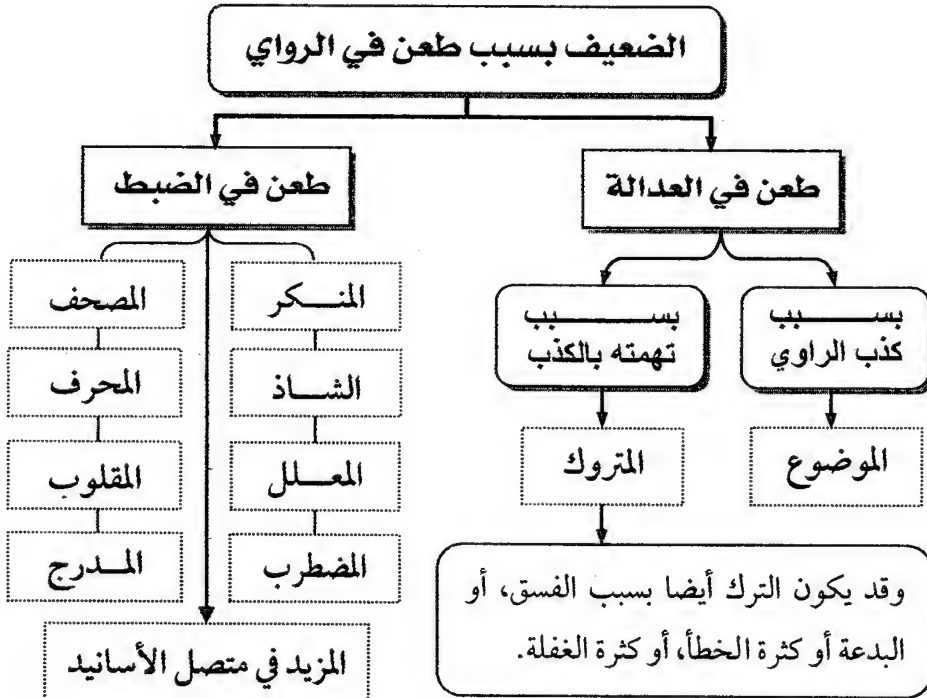 الضعيف بسبب طعن في الرواي
طعن في العدالة
طعن في الضبط
بسبب
كذب الراوي
بسبب
تهمته بالكذب
الموضوع
المتروك
وقد يكون الترك أيضا بسبب الفسق، أو
البدعة أو كثرة الخطأ، أو كثرة الغفلة.
المنكر
الشاذ
المعلل
المضطرب
المصحف
المحرف
المقلوب
المدرج
المزيد في متصل الأسانيد